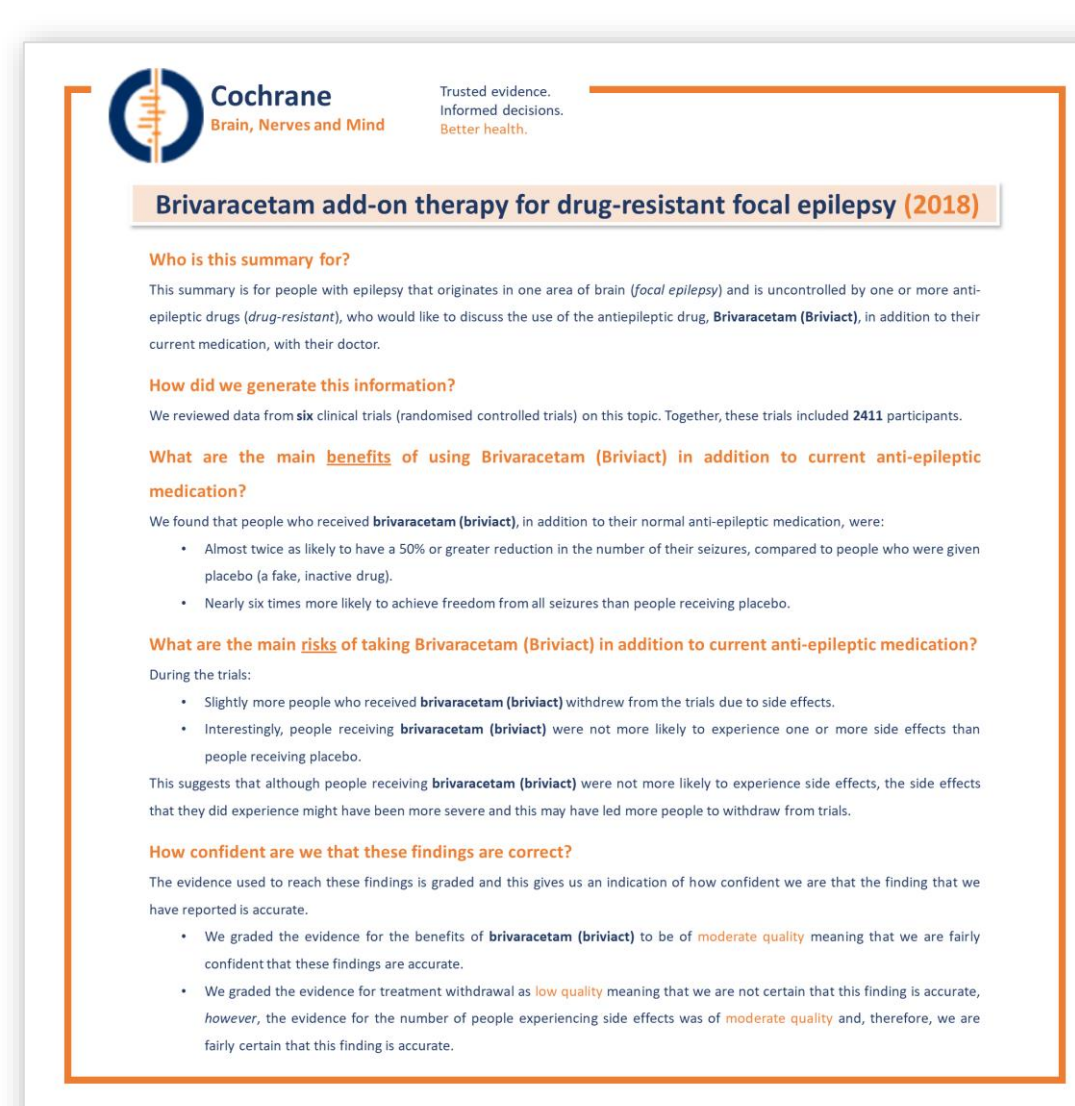 Cochrane
Brain, Nerves and Mind
Trusted evidence.
Informed decisions.
Better health.
Brivaracetam add-on therapy for drug-resistant focal epilepsy (2018)
Who is this summary for?
This summary is for people with epilepsy that originates in one area of brain (focal epilepsy) and is uncontrolled by one or more anti-
epileptic drugs (drug-resistant), who would like to discuss the use of the antiepileptic drug, Brivaracetam (Briviact), in addition to their
current medication, with their doctor.
How did we generate this information?
We reviewed data from six clinical trials (randomised controlled trials) on this topic. Together, these trials included 2411 participants.
What are the main benefits of using Brivaracetam (Briviact) in addition to current anti-epileptic
medication?
We found that people who received brivaracetam (briviact), in addition to their normal anti-epileptic medication, were:
• Almost twice as likely to have a 50% or greater reduction in the number of their seizures, compared to people who were given
placebo (a fake, inactive drug).
• Nearly six times more likely to achieve freedom from all seizures than people receiving placebo.
What are the main risks of taking Brivaracetam (Briviact) in addition to current anti-epileptic medication?
During the trials:
• Slightly more people who received brivaracetam (briviact) withdrew from the trials due to side effects.
• Interestingly, people receiving brivaracetam (briviact) were not more likely to experience one or more side effects than
people receiving placebo.
This suggests that although people receiving brivaracetam (briviact) were not more likely to experience side effects, the side effects
that they did experience might have been more severe and this may have led more people to withdraw from trials.
How confident are we that these findings are correct?
The evidence used to reach these findings is graded and this gives us an indication of how confident we are that the finding that we
have reported is accurate.
• We graded the evidence for the benefits of brivaracetam (briviact) to be of moderate quality meaning that we are fairly
confident that these findings are accurate.
• We graded the evidence for treatment withdrawal as low quality meaning that we are not certain that this finding is accurate,
however, the evidence for the number of people experiencing side effects was of moderate quality and, therefore, we are
fairly certain that this finding is accurate.